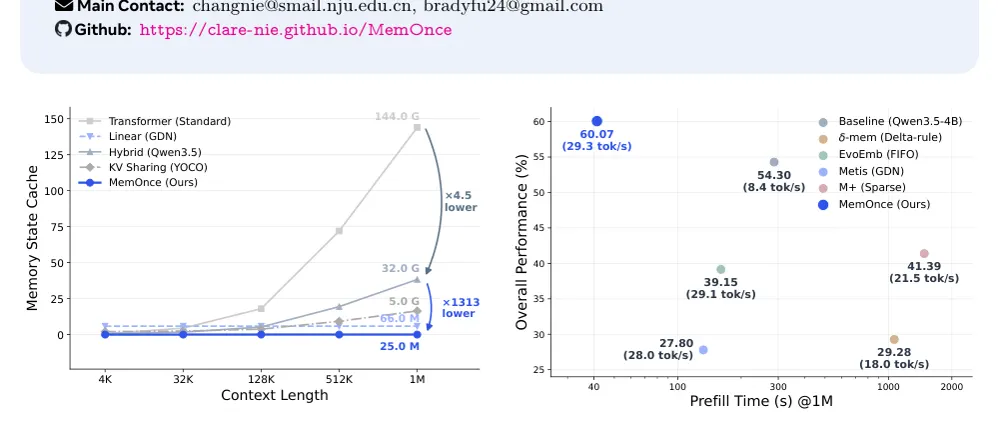 Main Contact: changnie@smail.nju.edu.cn, bradyfu24@gmail.com
Github: https://clare-nie.github.io/MemOnce
Memory State Cache
150
125
100
75
50
25
0
Transformer (Standard)
Linear (GDN)
Hybrid (Qwen3.5)
KV Sharing (YOCO)
MemOnce (Ours)
144.0 G
×4.5
lower
32.0 G
5.0 G
66.0 M
×1313
lower
25.0 M
4K
32K
128K
512K
1M
Context Length
Overall Performance (%)
60
55
50
45
40
35
30
25
60.07
(29.3 tok/s)
54.30
(8.4 tok/s)
39.15
(29.1 tok/s)
27.80
(28.0 tok/s)
41.39
(21.5 tok/s)
29.28
(18.0 tok/s)
Baseline (Qwen3.5-4B)
δ-mem (Delta-rule)
EvoEmb (FIFO)
Metis (GDN)
M+ (Sparse)
MemOnce (Ours)
40
100
300
1000
2000
Prefill Time (s) @1M